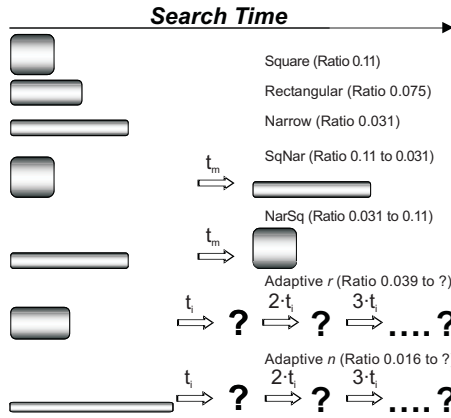 Search Time
Square (Ratio 0.11)
Rectangular (Ratio 0.075)
Narrow (Ratio 0.031)
SqNar (Ratio 0.11 to 0.031)
tm
NarSq (Ratio 0.031 to 0.11)
tm
Adaptive r (Ratio 0.039 to ?)
ti ? 2·ti ? 3·ti ....?
Adaptive n (Ratio 0.016 to ?
ti ? 2·ti ? 3·ti ....?